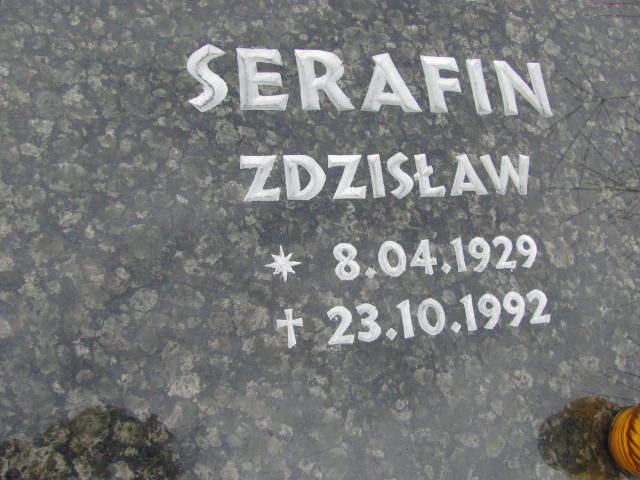 SERAFIN
ZDZISŁAW
* 8.04.1929
† 23.10.1992